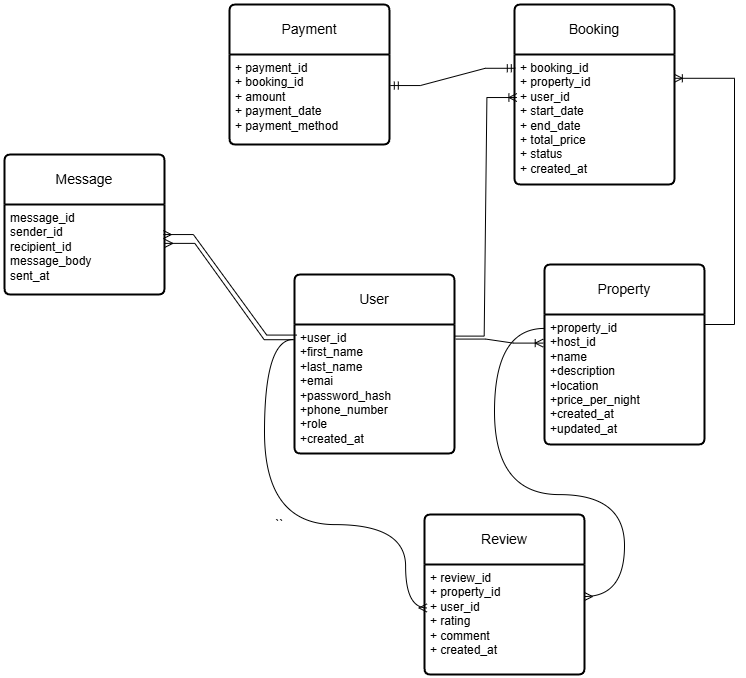 Payment
+ payment_id
+ booking_id
+ amount
+ payment_date
+ payment_method
Booking
+ booking_id
+ property_id
+ user_id
+ start_date
+ end_date
+ total_price
+ status
+ created_at
Message
message_id
sender_id
recipient_id
message_body
sent_at
User
+user_id
+first_name
+last_name
+emai
+password_hash
+phone_number
+role
+created_at
Property
+property_id
+host_id
+name
+description
+location
+price_per_night
+created_at
+updated_at
``
Review
+ review_id
+ property_id
+ user_id
+ rating
+ comment
+ created_at